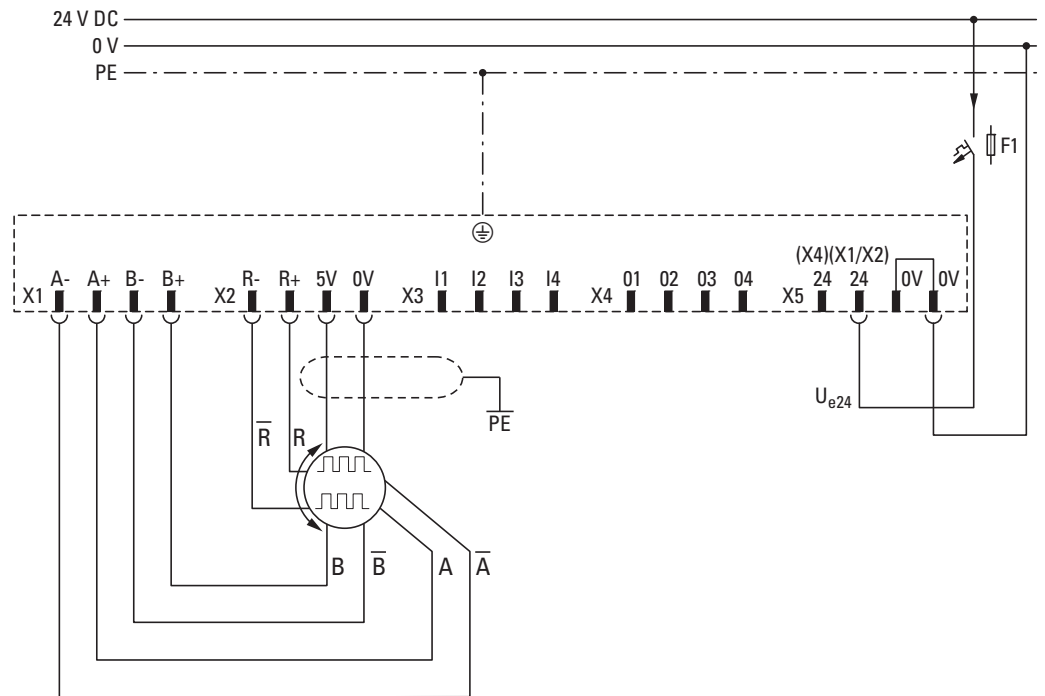 24 V DC
0 V
PE
F1
(X4)(X1/X2)
X1 A- A+ B- B+ X2 R- R+ 5V 0V X3 I1 I2 I3 I4 X4 01 02 03 04 X5 24 24 0V 0V
Ue24
PE
R̅ R
B B̅ A A̅